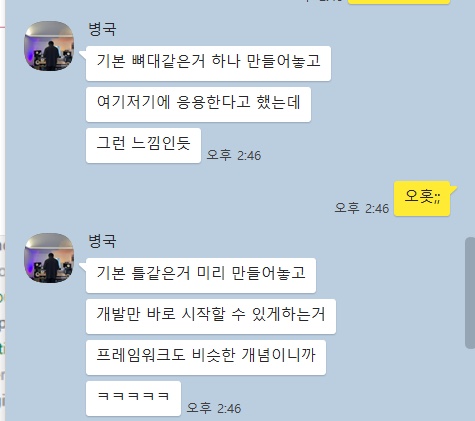 병국
기본 뼈대같은거 하나 만들어놓고
여기저기에 응용한다고 했는데
그런 느낌인듯
오후 2:46
오홋;;
오후 2:46
병국
기본 틀같은거 미리 만들어놓고
개발만 바로 시작할 수 있게하는거
프레임워크도 비슷한 개념이니까
ㅋㅋㅋㅋㅋ
오후 2:46